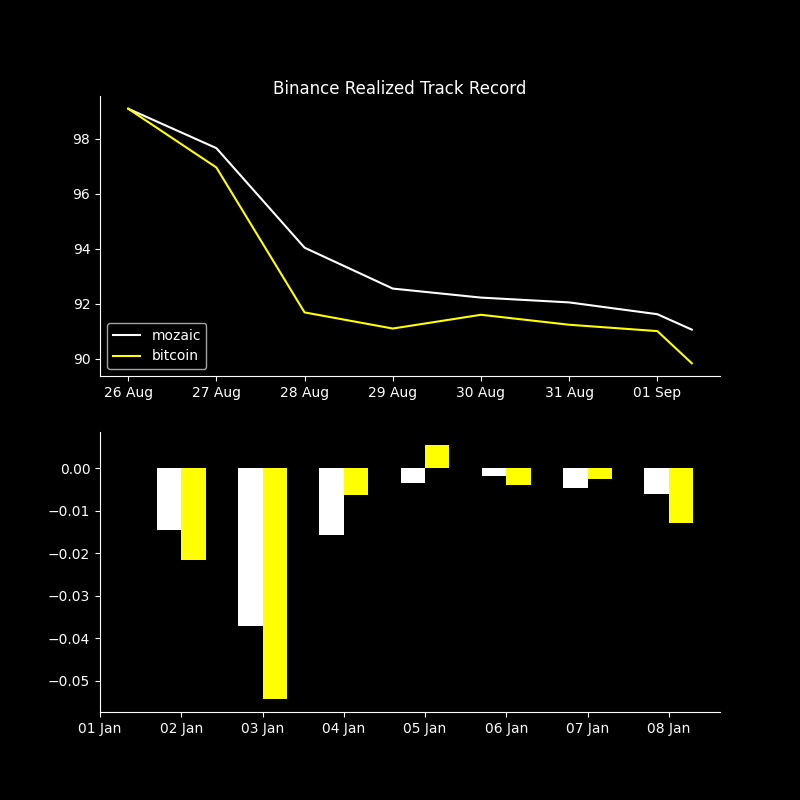 Binance Realized Track Record
98
96
94
92
90
mozaic
bitcoin
26 Aug 27 Aug 28 Aug 29 Aug 30 Aug 31 Aug 01 Sep
0.00
−0.01
−0.02
−0.03
−0.04
−0.05
01 Jan 02 Jan 03 Jan 04 Jan 05 Jan 06 Jan 07 Jan 08 Jan